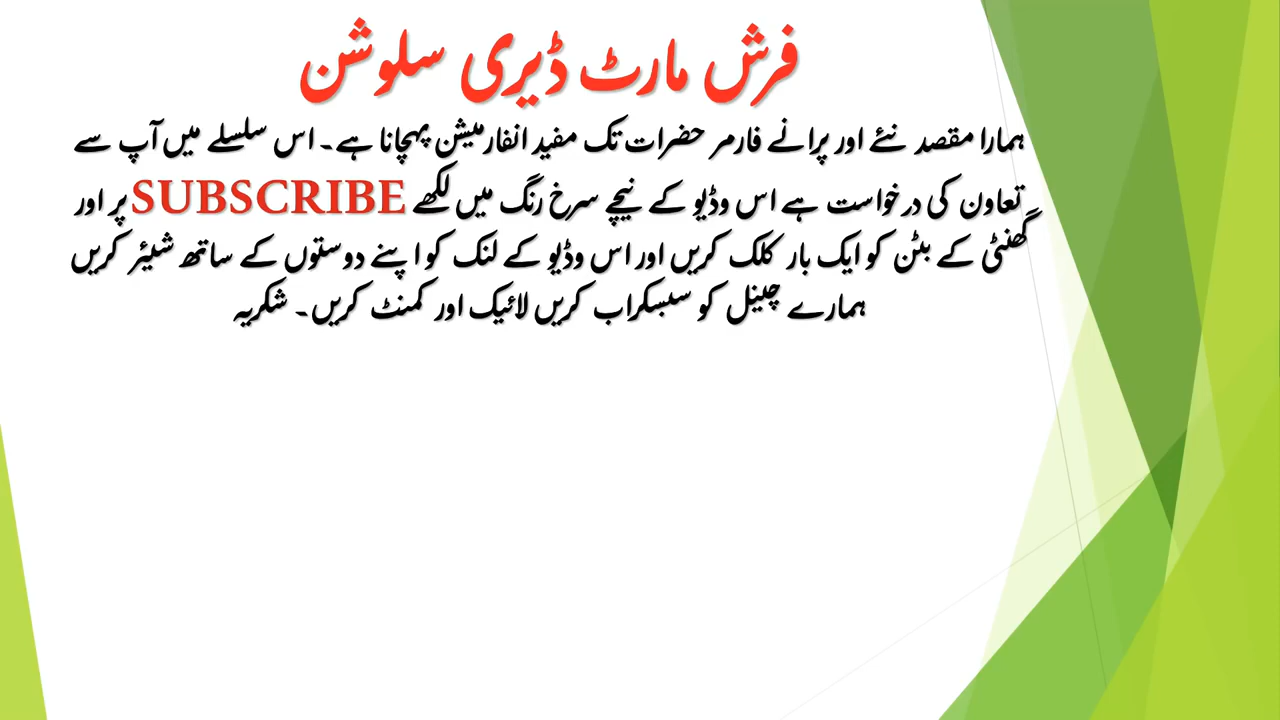 فرش مارٹ ڈیری سلوشن
ہمارا مقصد نئے اور پرانے فارمر حضرات تک مفید انفارمیشن پہچانا ہے۔ اس سلسلے میں آپ سے
تعاون کی درخواست ہے اس وڈیو کے نیچے سرخ رنگ میں لکھے SUBSCRIBE پر اور
گھنٹی کے بٹن کو ایک بار کلک کریں اور اس وڈیو کے لنک کو اپنے دوستوں کے ساتھ شیئر کریں
ہمارے چینل کو سبسکراب کریں لائیک اور کمنٹ کریں۔ شکریہ